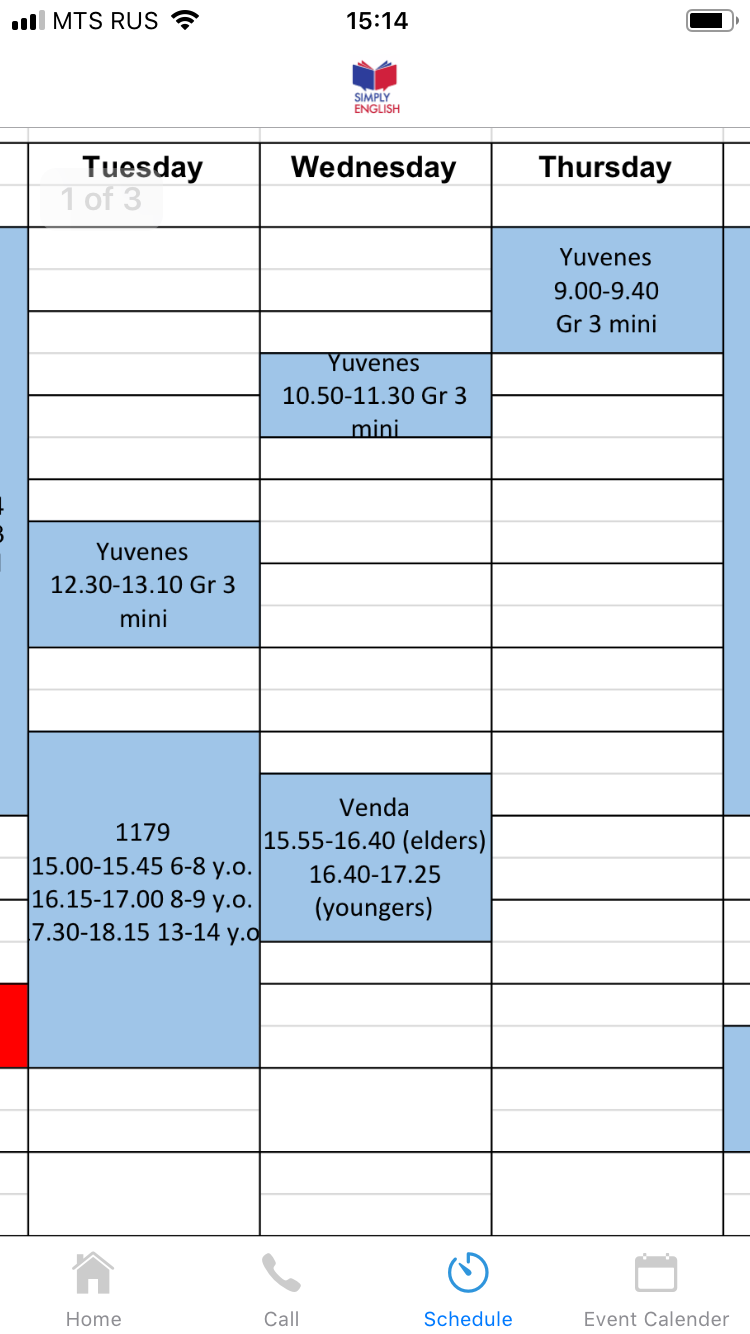 MTS RUS
15:14
SIMPLY
ENGLISH
Tuesday
Wednesday
Thursday
1 of 3
Yuvenes
9.00-9.40
Gr 3 mini
Yuvenes
10.50-11.30 Gr 3
mini
Yuvenes
12.30-13.10 Gr 3
mini
1179
15.00-15.45 6-8 y.o.
16.15-17.00 8-9 y.o.
7.30-18.15 13-14 y.o
Venda
15.55-16.40 (elders)
16.40-17.25
(youngers)
Home
Call
Schedule
Event Calender